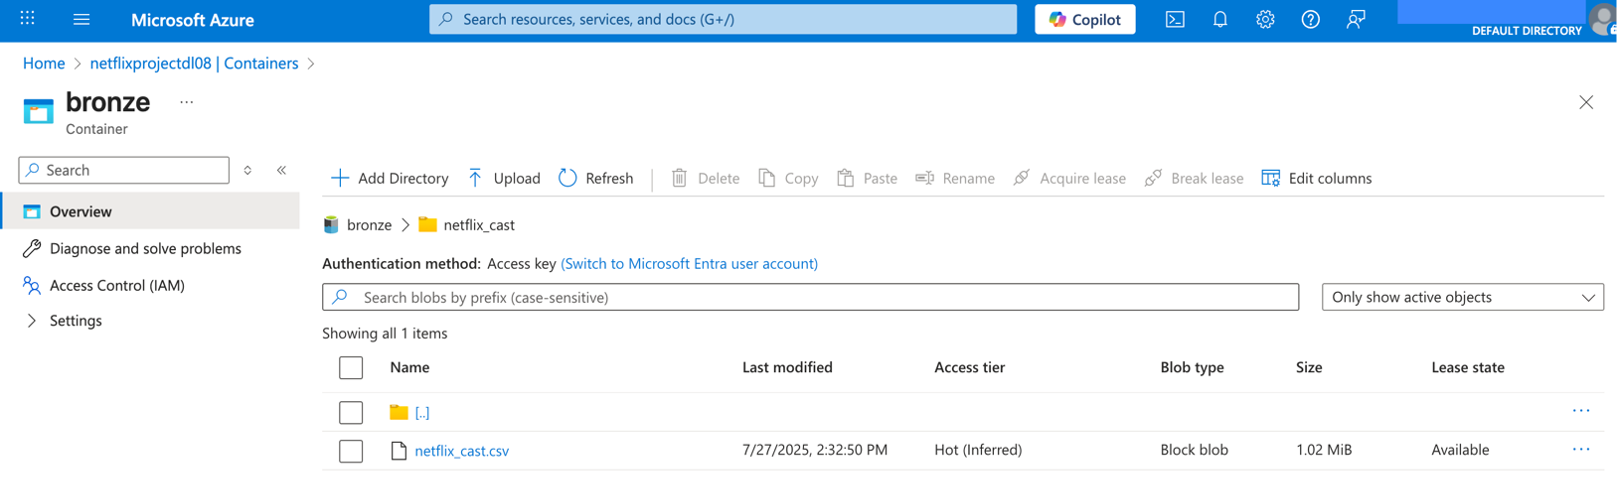 Microsoft Azure
Search resources, services, and docs (G+/)
Copilot
DEFAULT DIRECTORY
Home > netflixprojectdl08 | Containers >
bronze ...
Container
Search
Overview
Diagnose and solve problems
Access Control (IAM)
Settings
Add Directory Upload Refresh Delete Copy Paste Rename Acquire lease Break lease Edit columns
bronze > netflix_cast
Authentication method: Access key (Switch to Microsoft Entra user account)
Search blobs by prefix (case-sensitive)
Only show active objects
Showing all 1 items
Name Last modified Access tier Blob type Size Lease state
[..]
netflix_cast.csv 7/27/2025, 2:32:50 PM Hot (Inferred) Block blob 1.02 MiB Available